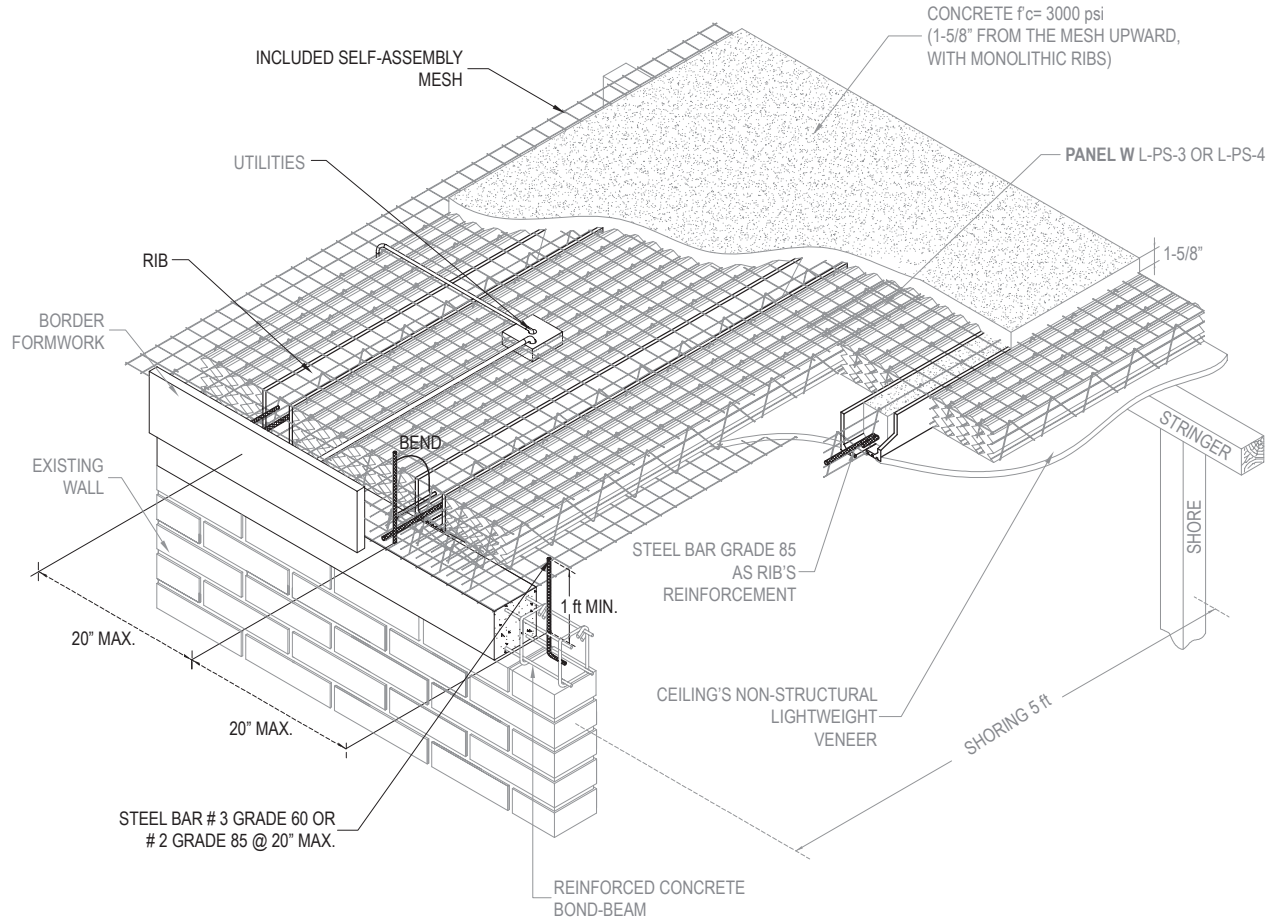 CONCRETE f'c= 3000 psi
(1-5/8" FROM THE MESH UPWARD,
WITH MONOLITHIC RIBS)
INCLUDED SELF-ASSEMBLY
MESH
UTILITIES
PANEL W L-PS-3 OR L-PS-4
RIB
1-5/8"
BORDER
FORMWORK
STRINGER
BEND
EXISTING
WALL
SHORE
STEEL BAR GRADE 85
AS RIB'S
REINFORCEMENT
1 ft MIN.
20" MAX.
CEILING'S NON-STRUCTURAL
LIGHTWEIGHT
VENEER
SHORING 5 ft
20" MAX.
STEEL BAR # 3 GRADE 60 OR
# 2 GRADE 85 @ 20" MAX.
REINFORCED CONCRETE
BOND-BEAM